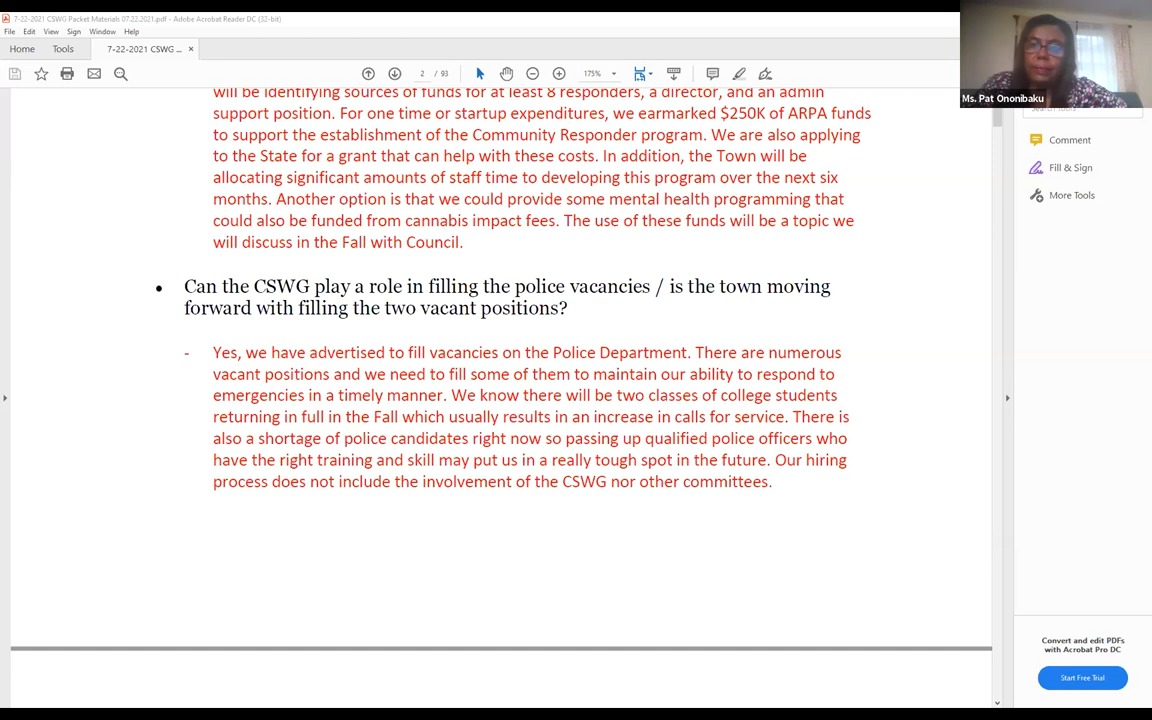 7-22-2021 CSWG Packet Materials 07.22.2021.pdf - Adobe Acrobat Reader DC (32-bit)
File Edit View Sign Window Help
Home Tools 7-22-2021 CSWG ... ×
2 / 93 175%
Ms. Pat Ononibaku
will be identifying sources of funds for at least 8 responders, a director, and an admin
support position. For one time or startup expenditures, we earmarked $250K of ARPA funds
to support the establishment of the Community Responder program. We are also applying
to the State for a grant that can help with these costs. In addition, the Town will be
allocating significant amounts of staff time to developing this program over the next six
months. Another option is that we could provide some mental health programming that
could also be funded from cannabis impact fees. The use of these funds will be a topic we
will discuss in the Fall with Council.
• Can the CSWG play a role in filling the police vacancies / is the town moving
forward with filling the two vacant positions?
- Yes, we have advertised to fill vacancies on the Police Department. There are numerous
vacant positions and we need to fill some of them to maintain our ability to respond to
emergencies in a timely manner. We know there will be two classes of college students
returning in full in the Fall which usually results in an increase in calls for service. There is
also a shortage of police candidates right now so passing up qualified police officers who
have the right training and skill may put us in a really tough spot in the future. Our hiring
process does not include the involvement of the CSWG nor other committees.
Comment
Fill & Sign
More Tools
Convert and edit PDFs
with Acrobat Pro DC
Start Free Trial